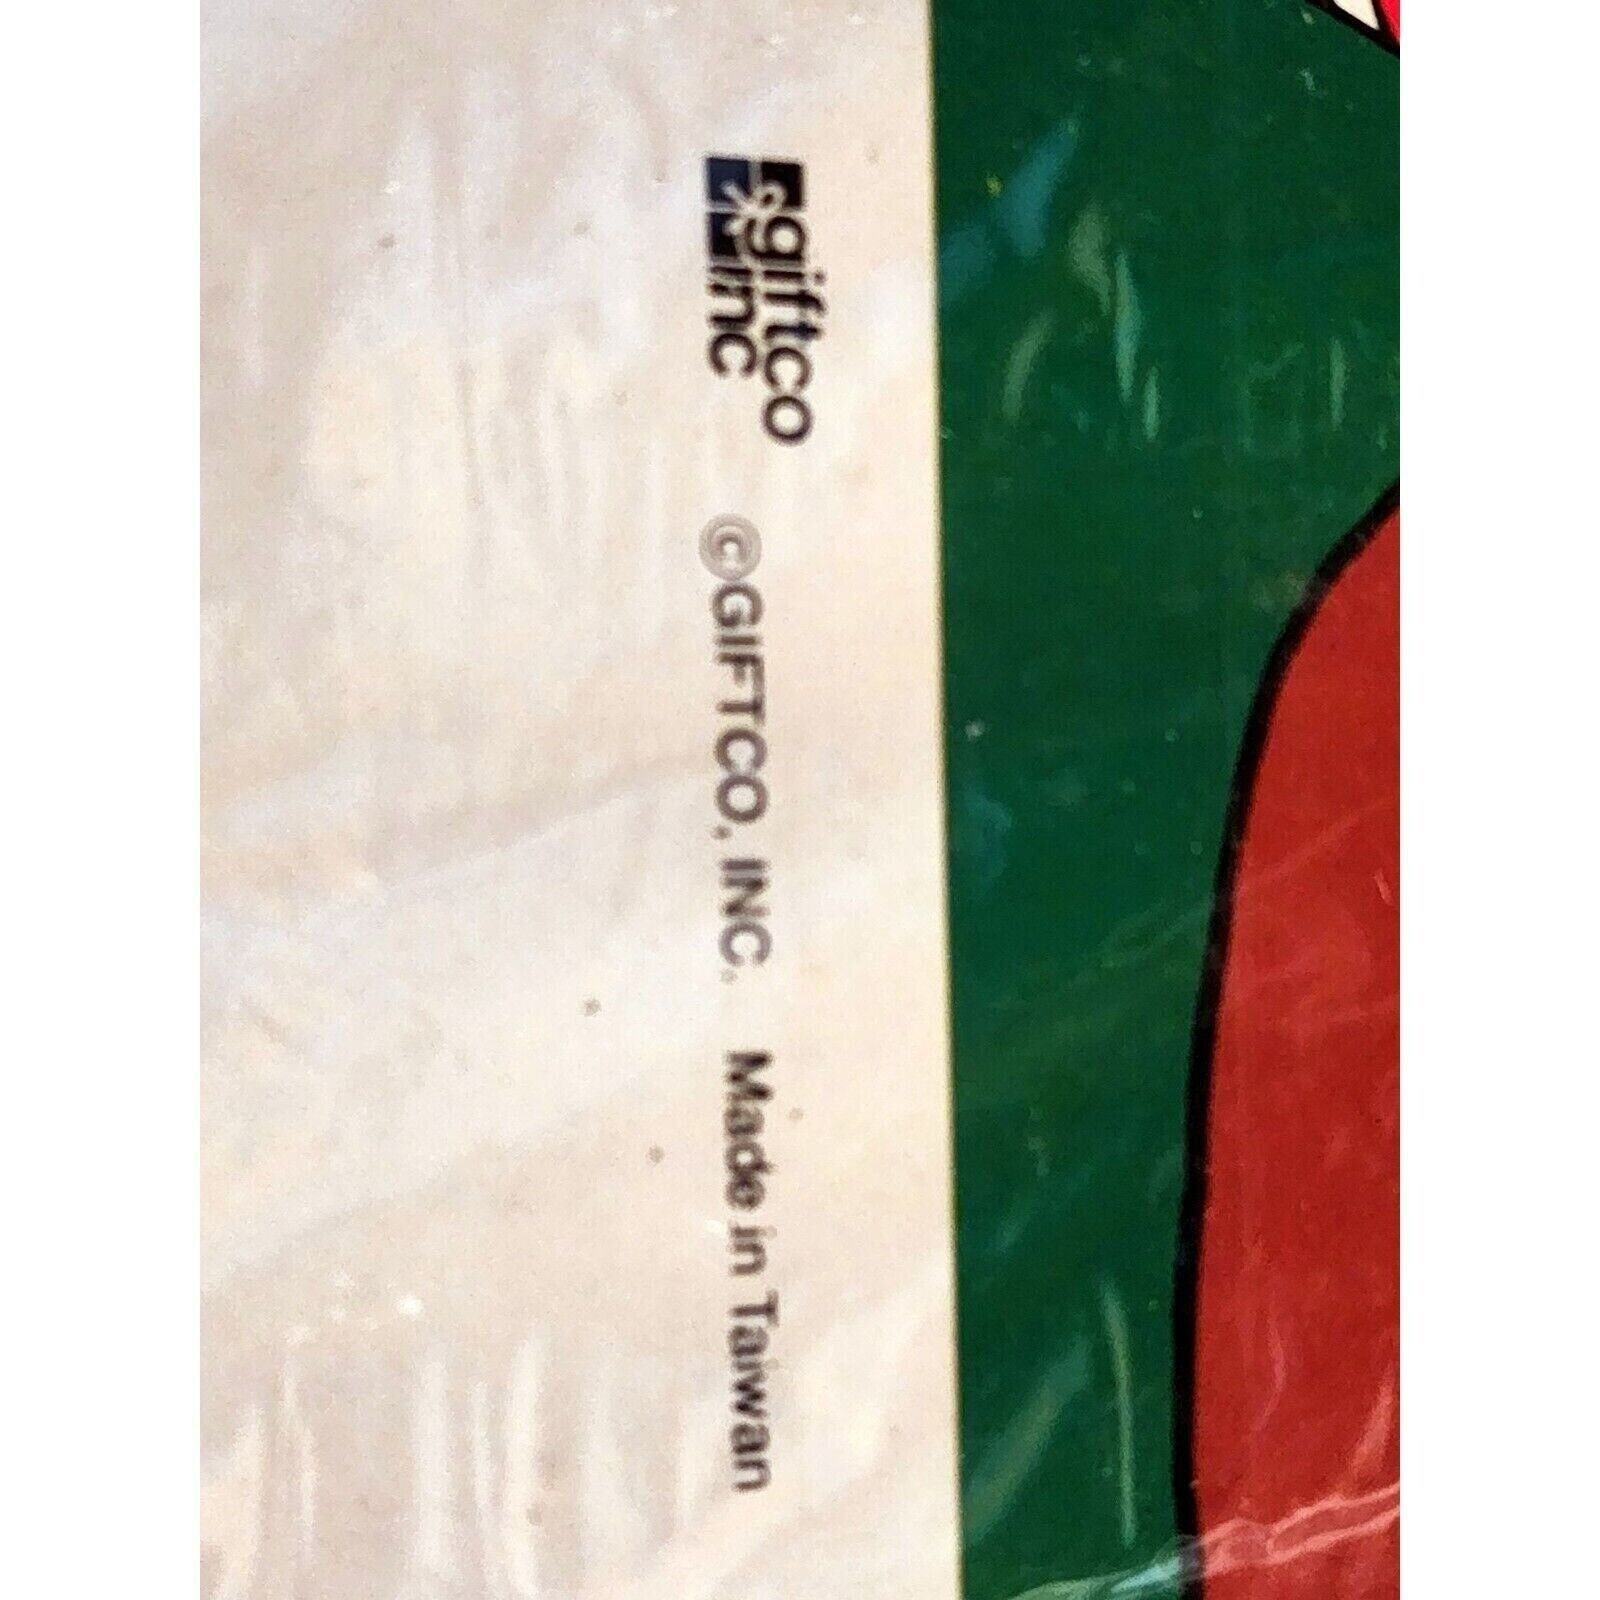 giftco
inc
©GIFTCO, INC. Made in Taiwan